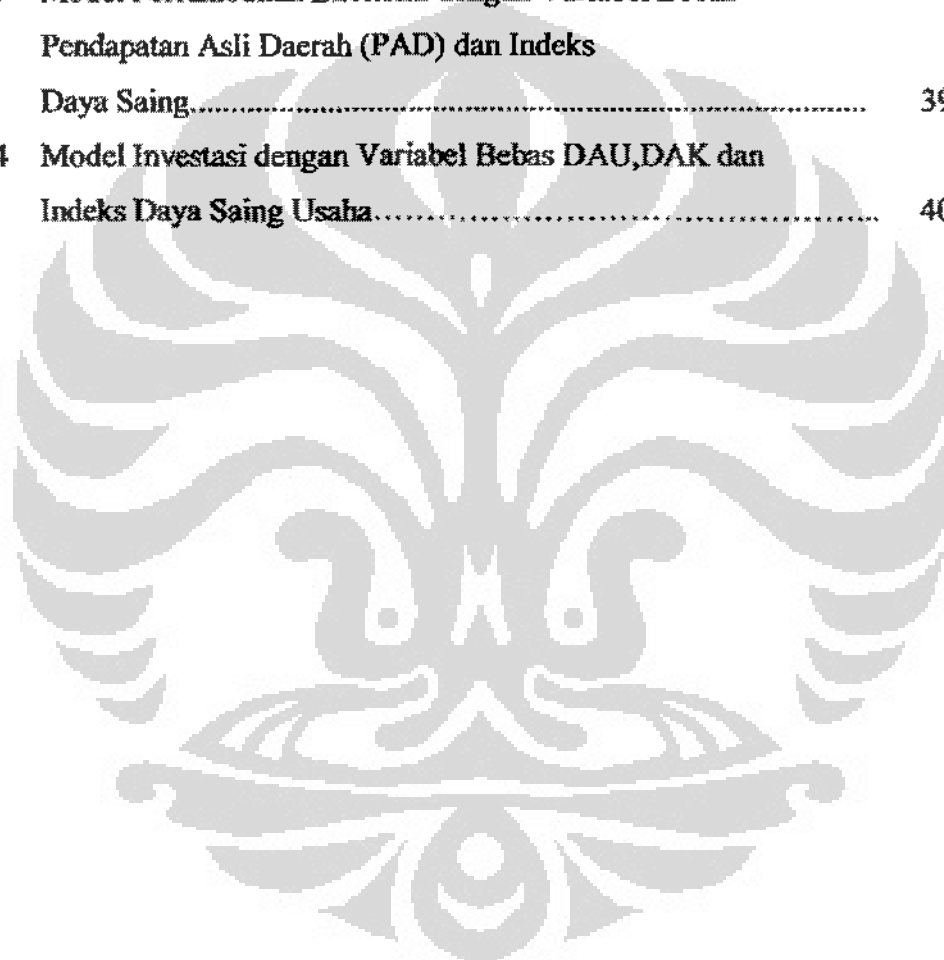 dengan
Pendapatan Asli Daerah (PAD) dan Indeks
Daya Saing........................................................................................ 39
4 Model Investasi dengan Variabel Bebas DAU,DAK dan
Indeks Daya Saing Usaha................................................................ 40